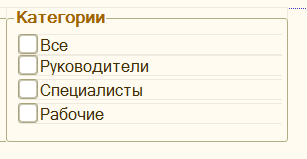 Категории
Все
Руководители
Специалисты
Рабочие